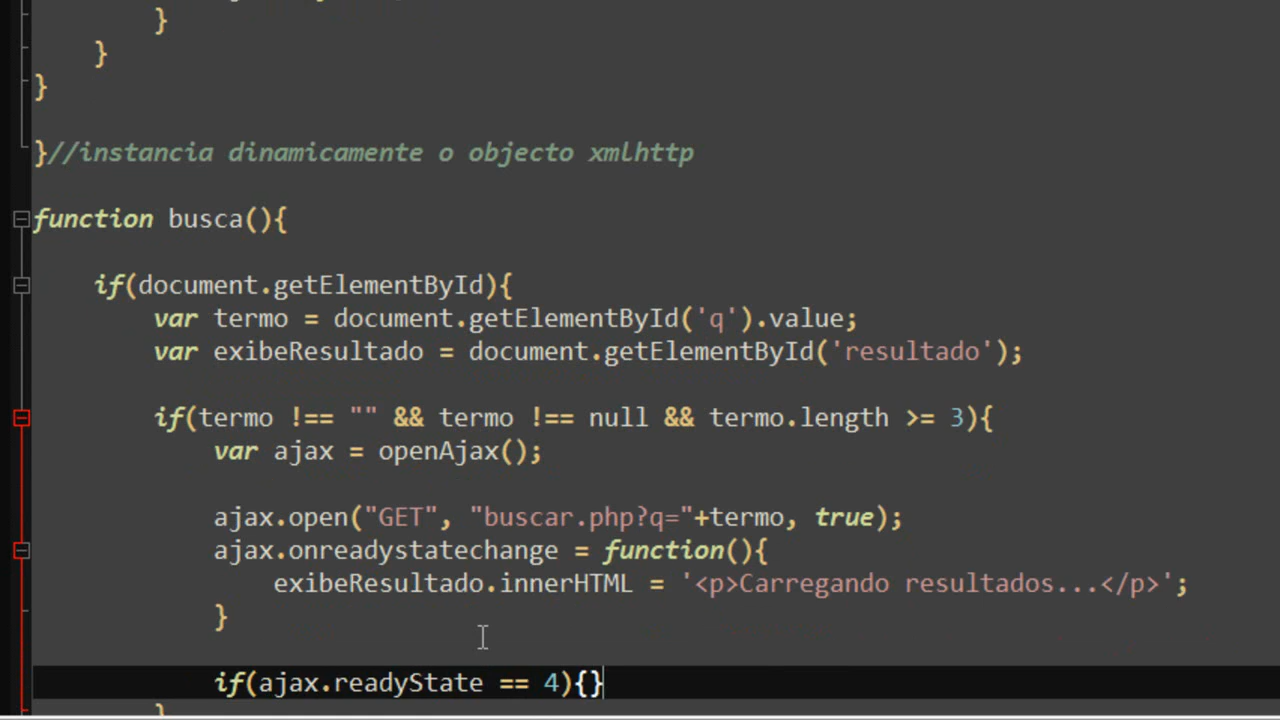 }
}
}
}//instancia dinamicamente o objecto xmlhttp
function busca(){
if(document.getElementById){
var termo = document.getElementById('q').value;
var exibeResultado = document.getElementById('resultado');
if(termo !== "" && termo !== null && termo.length >= 3){
var ajax = openAjax();
ajax.open("GET", "buscar.php?q="+termo, true);
ajax.onreadystatechange = function(){
exibeResultado.innerHTML = '<p>Carregando resultados...</p>';
}
if(ajax.readyState == 4){}
}